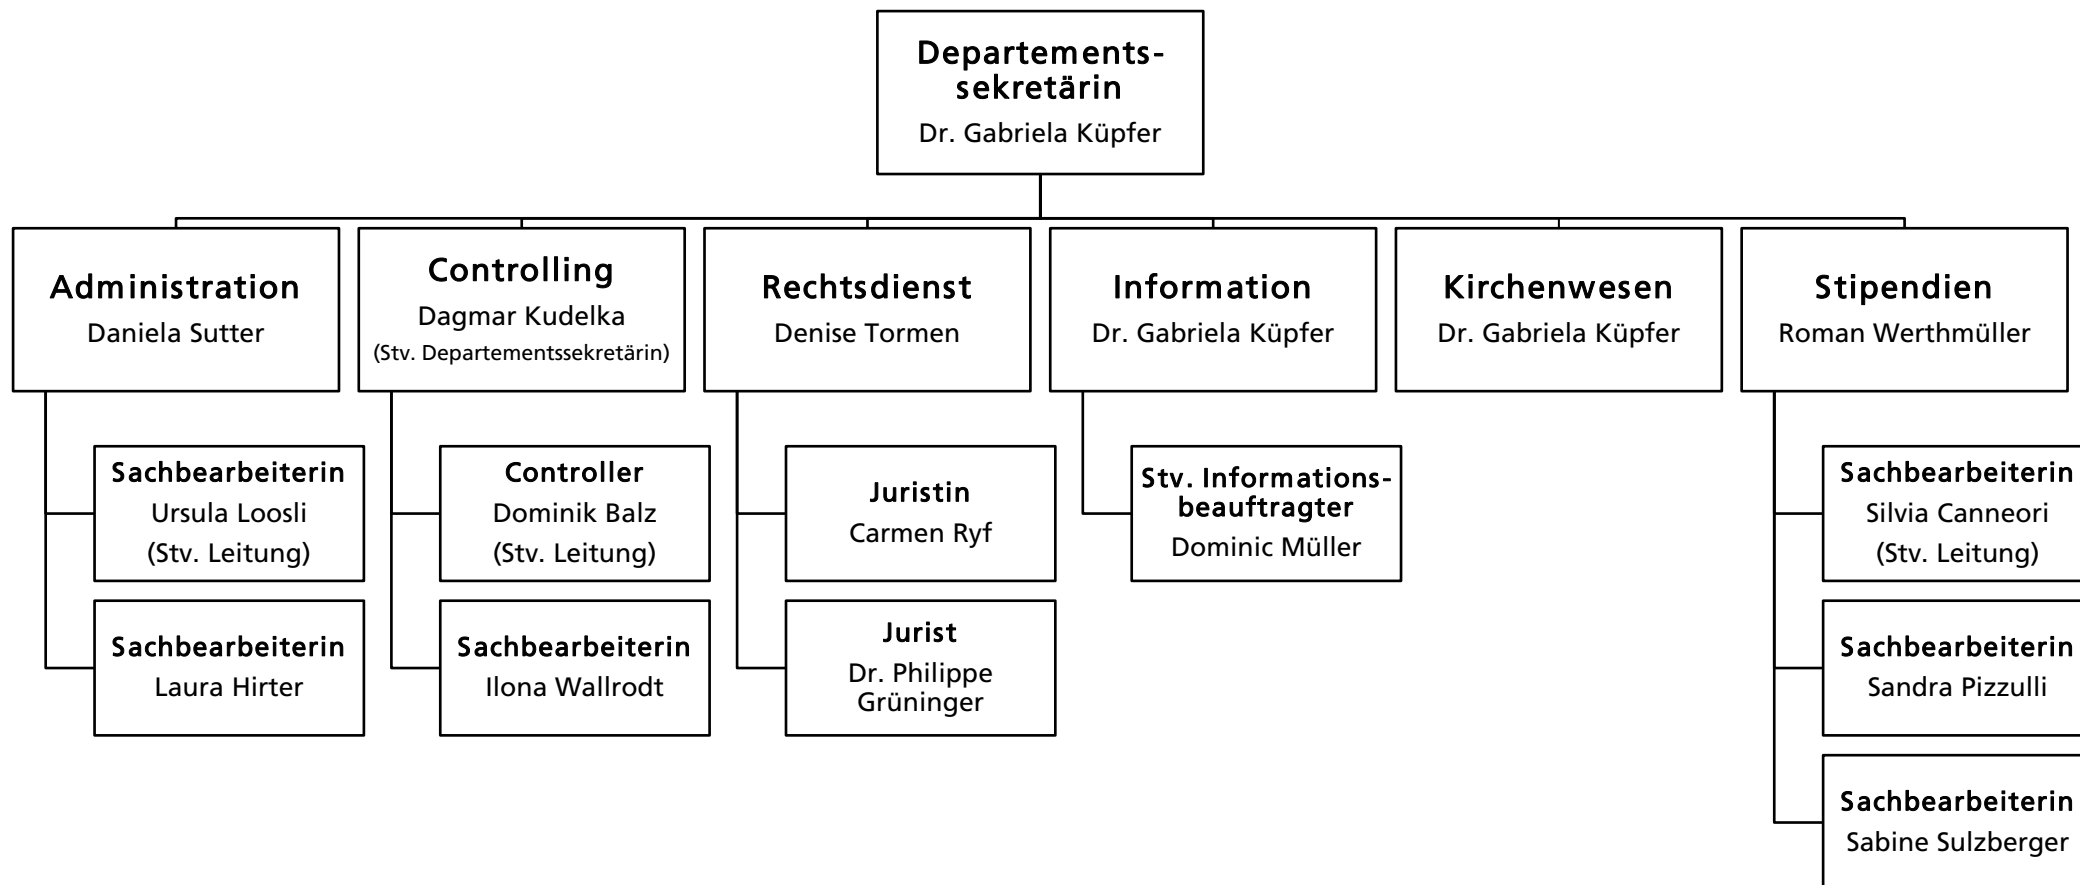 Departements-
sekretärin
Dr. Gabriela Küpfer
Administration
Daniela Sutter
Controlling
Dagmar Kudelka
(Stv. Departementssekretärin)
Rechtsdienst
Denise Tormen
Information
Dr. Gabriela Küpfer
Kirchenwesen
Dr. Gabriela Küpfer
Stipendien
Roman Werthmüller
Sachbearbeiterin
Ursula Loosli
(Stv. Leitung)
Sachbearbeiterin
Laura Hirter
Controller
Dominik Balz
(Stv. Leitung)
Sachbearbeiterin
Ilona Wallrodt
Juristin
Carmen Ryf
Jurist
Dr. Philippe
Grüninger
Stv. Informations-
beauftragter
Dominic Müller
Sachbearbeiterin
Silvia Canneori
(Stv. Leitung)
Sachbearbeiterin
Sandra Pizzulli
Sachbearbeiterin
Sabine Sulzberger